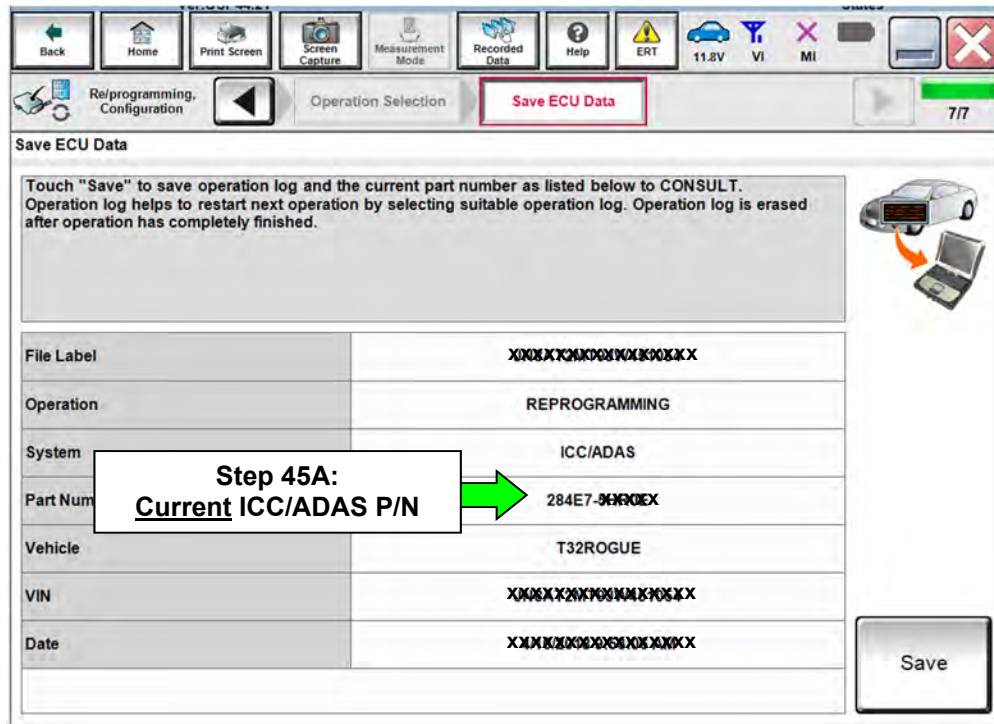 Back
Home
Print Screen
Screen Capture
Measurement Mode
Recorded Data
Help
ERT
11.8V
VI
MI
Re/programming, Configuration
Operation Selection
Save ECU Data
7/7
Save ECU Data
Touch "Save" to save operation log and the current part number as listed below to CONSULT.
Operation log helps to restart next operation by selecting suitable operation log. Operation log is erased
after operation has completely finished.
File Label
Operation
REPROGRAMMING
System
ICC/ADAS
Step 45A:
Current ICC/ADAS P/N
Part Num
284E7-
Vehicle
T32ROGUE
VIN
Date
Save